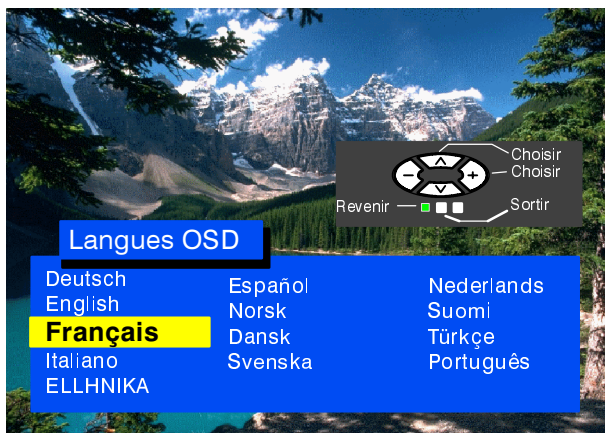 Choisir
Choisir
Revenir
Sortir
Langues OSD
Deutsch
English
Français
Italiano
ELLHNIKA
Español
Norsk
Dansk
Svenska
Nederlands
Suomi
Türkçe
Português